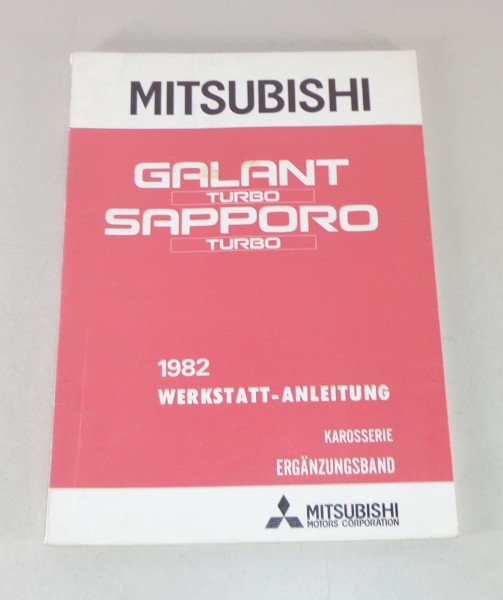 MITSUBISHI
GALANT
TURBO
SAPPORO
TURBO
1982
WERKSTATT-ANLEITUNG
KAROSSERIE
ERGÄNZUNGSBAND
MITSUBISHI
MOTORS CORPORATION